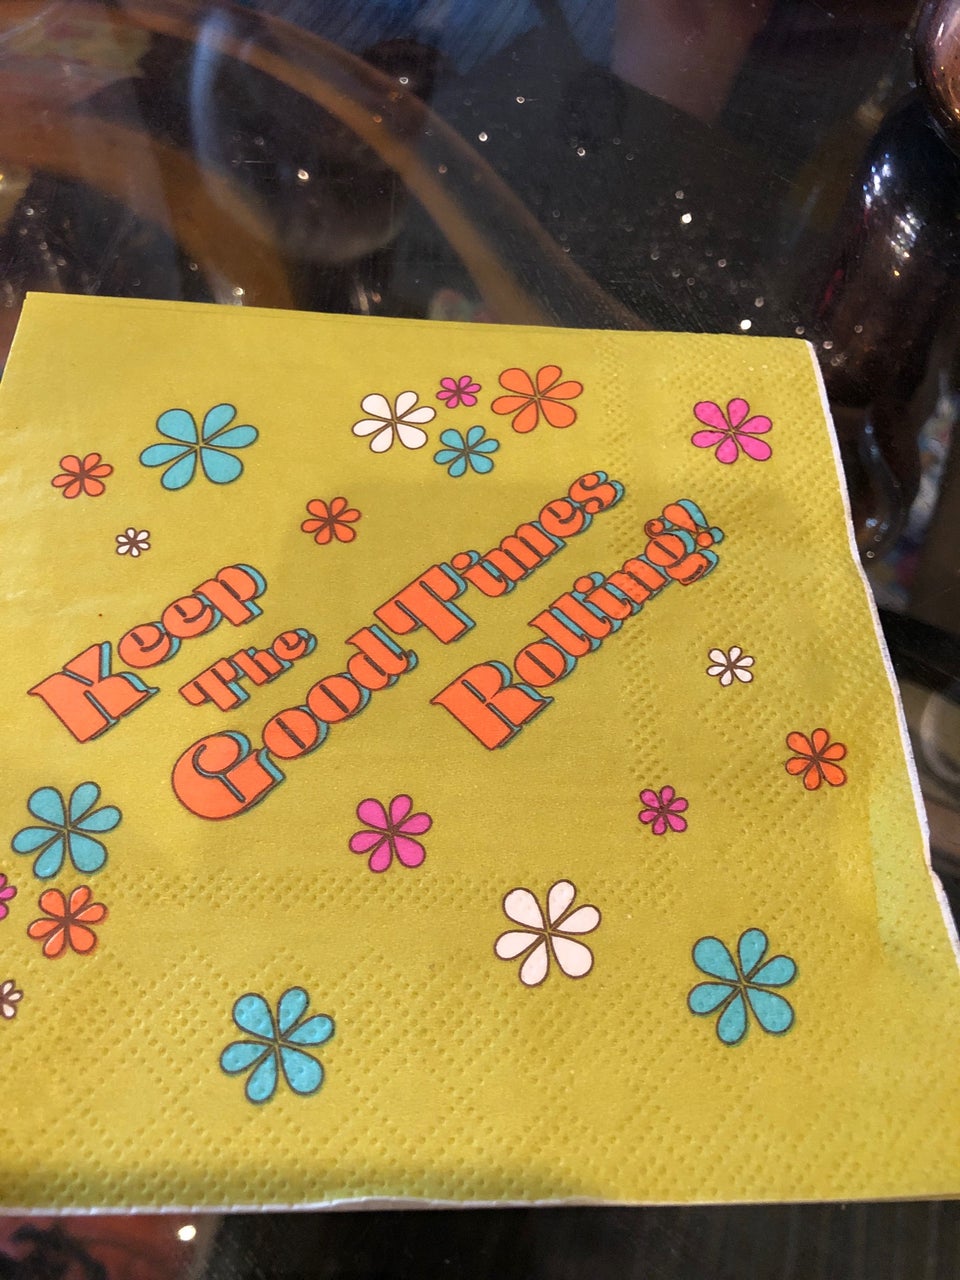 Keep
The
Good Times
Rolling!